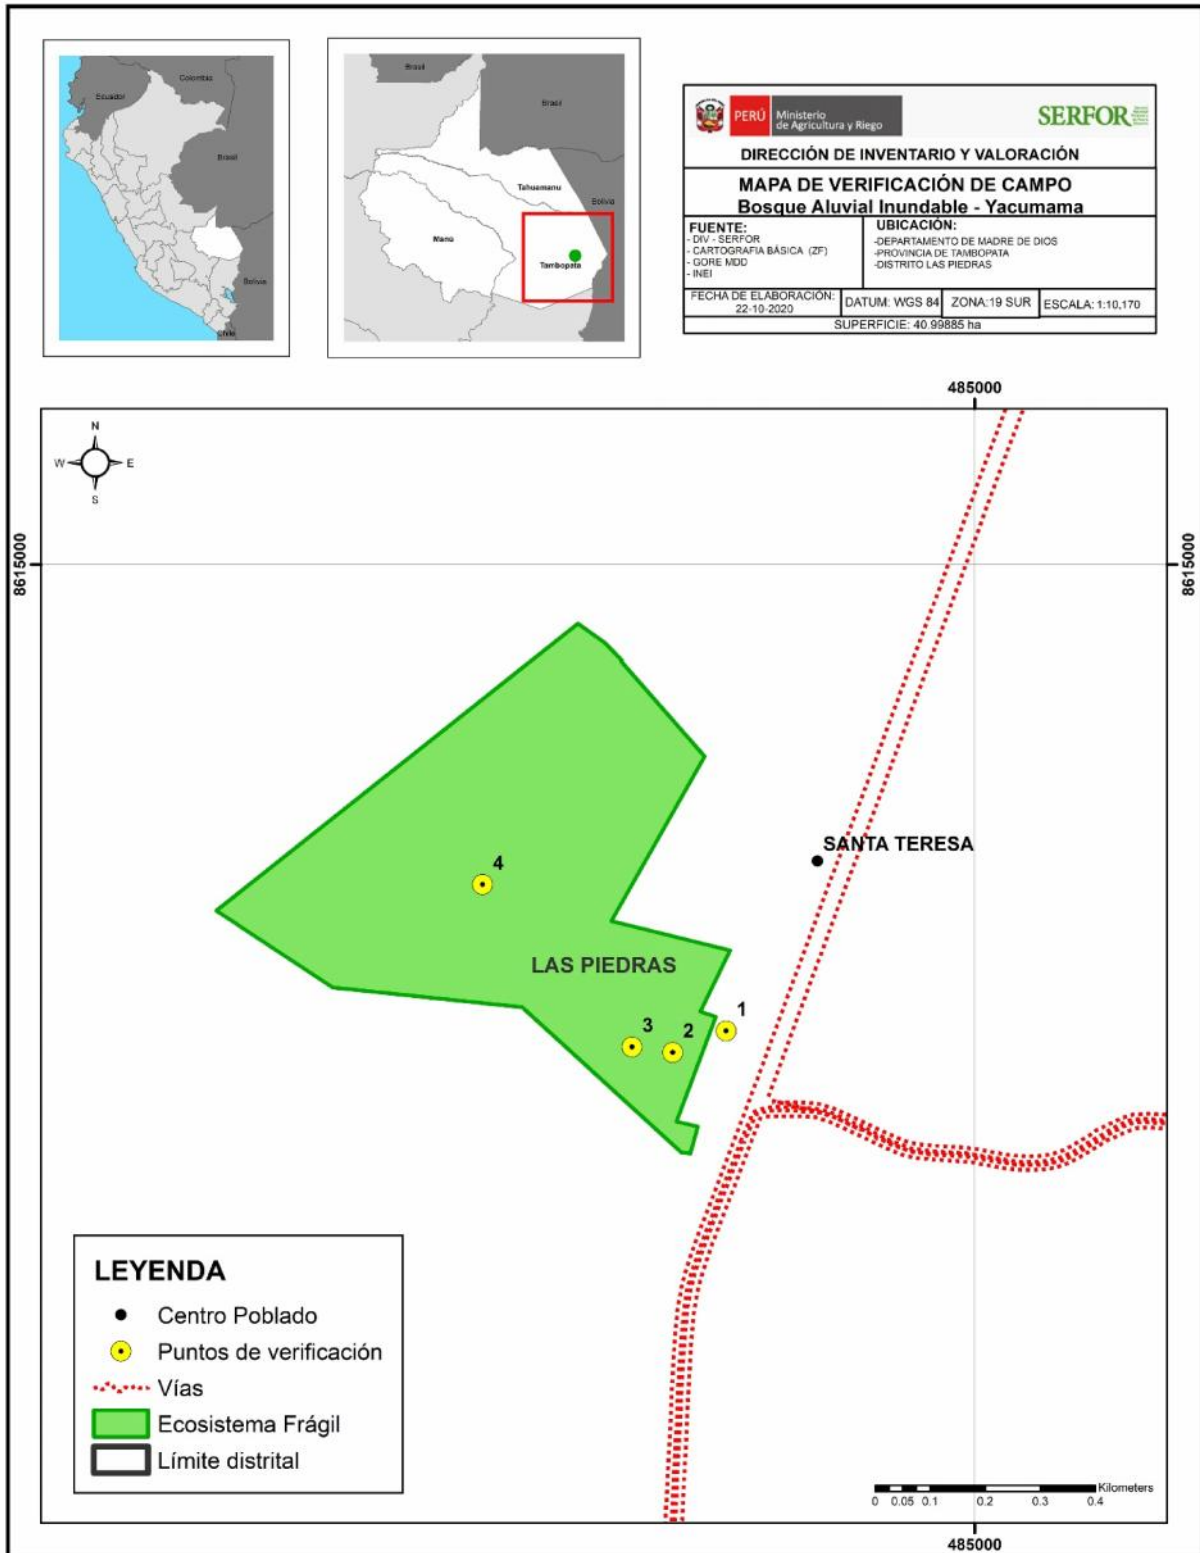 Colombia
Ecuador
Brasil
Bolivia
Chile
Brasil
Brasil
Tahuamanu
Bolivia
Manu
Tambopata
PERÚ
Ministerio
de Agricultura y Riego
SERFOR
DIRECCIÓN DE INVENTARIO Y VALORACIÓN
MAPA DE VERIFICACIÓN DE CAMPO
Bosque Aluvial Inundable - Yacumama
FUENTE:
- DIV - SERFOR
- CARTOGRAFIA BÁSICA (ZF)
- GORE MDD
- INEI
UBICACIÓN:
-DEPARTAMENTO DE MADRE DE DIOS
-PROVINCIA DE TAMBOPATA
-DISTRITO LAS PIEDRAS
FECHA DE ELABORACIÓN:
22-10-2020
DATUM: WGS 84
ZONA:19 SUR
ESCALA: 1:10,170
SUPERFICIE: 40.99885 ha
485000
N
W E
S
8615000
8615000
SANTA TERESA
4
LAS PIEDRAS
1
3 2
LEYENDA
Centro Poblado
Puntos de verificación
Vías
Ecosistema Frágil
Límite distrital
Kilometers
0 0.05 0.1 0.2 0.3 0.4
485000